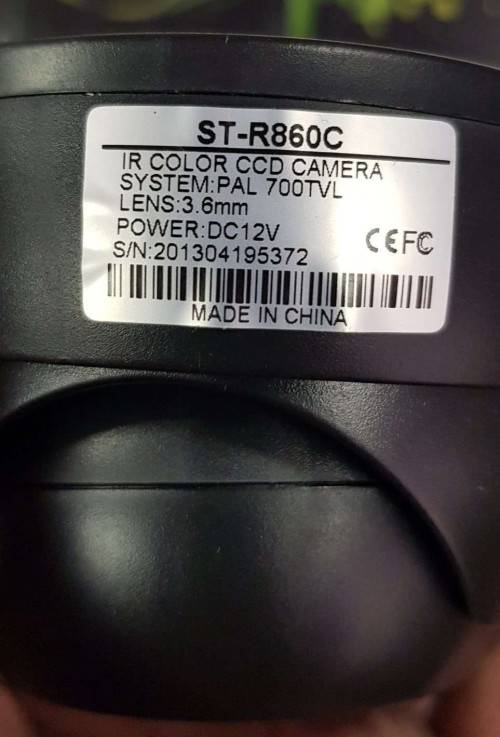 ST-R860C
IR COLOR CCD CAMERA
SYSTEM:PAL 700TVL
LENS:3.6mm
POWER:DC12V
CE FC
S/N:201304195372
MADE IN CHINA